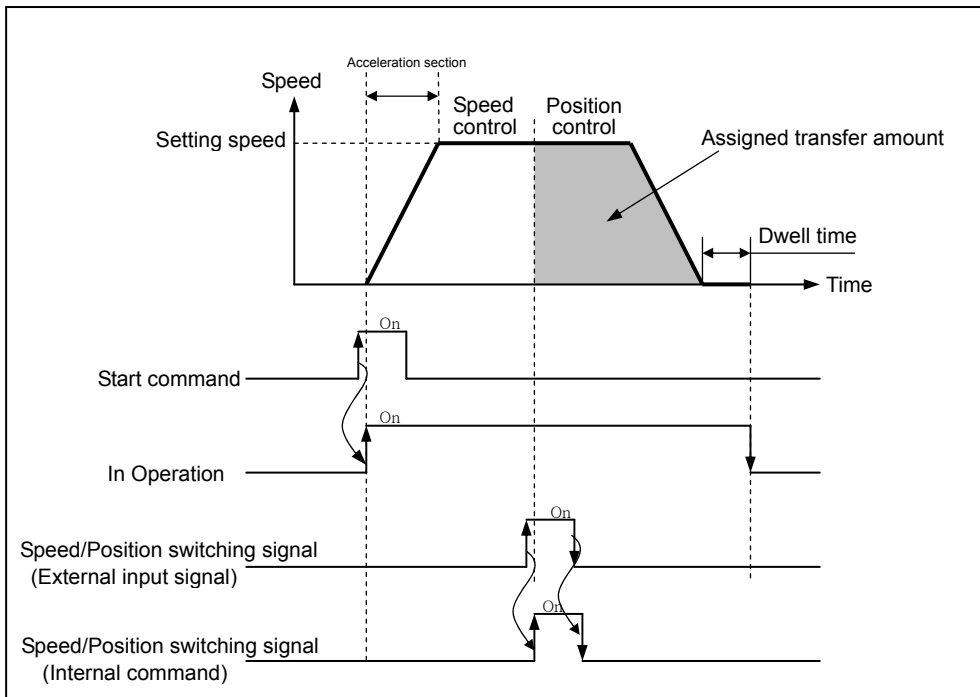 Acceleration section
Speed
Speed
control
Position
control
Setting speed
Assigned transfer amount
Dwell time
Time
On
Start command
On
In Operation
On
Speed/Position switching signal
(External input signal)
On
Speed/Position switching signal
(Internal command)